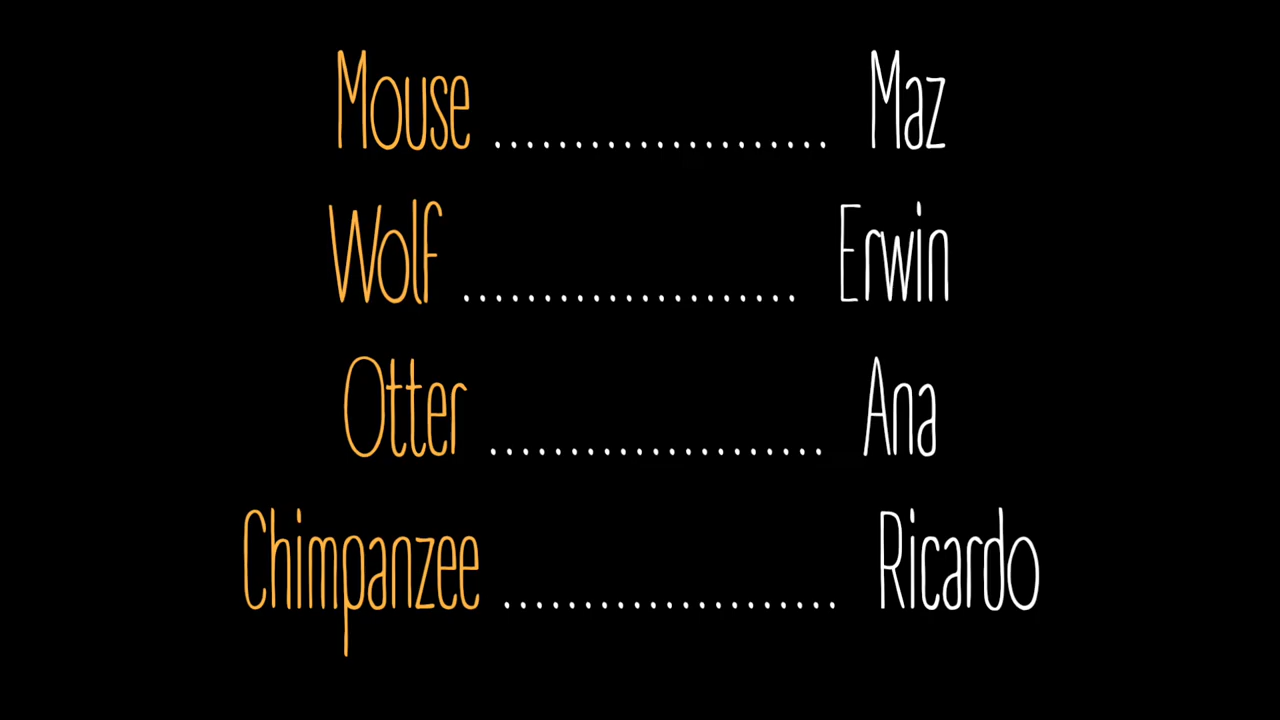 Mouse ..................... Maz
Wolf ..................... Erwin
Otter ..................... Ana
Chimpanzee ..................... Ricardo